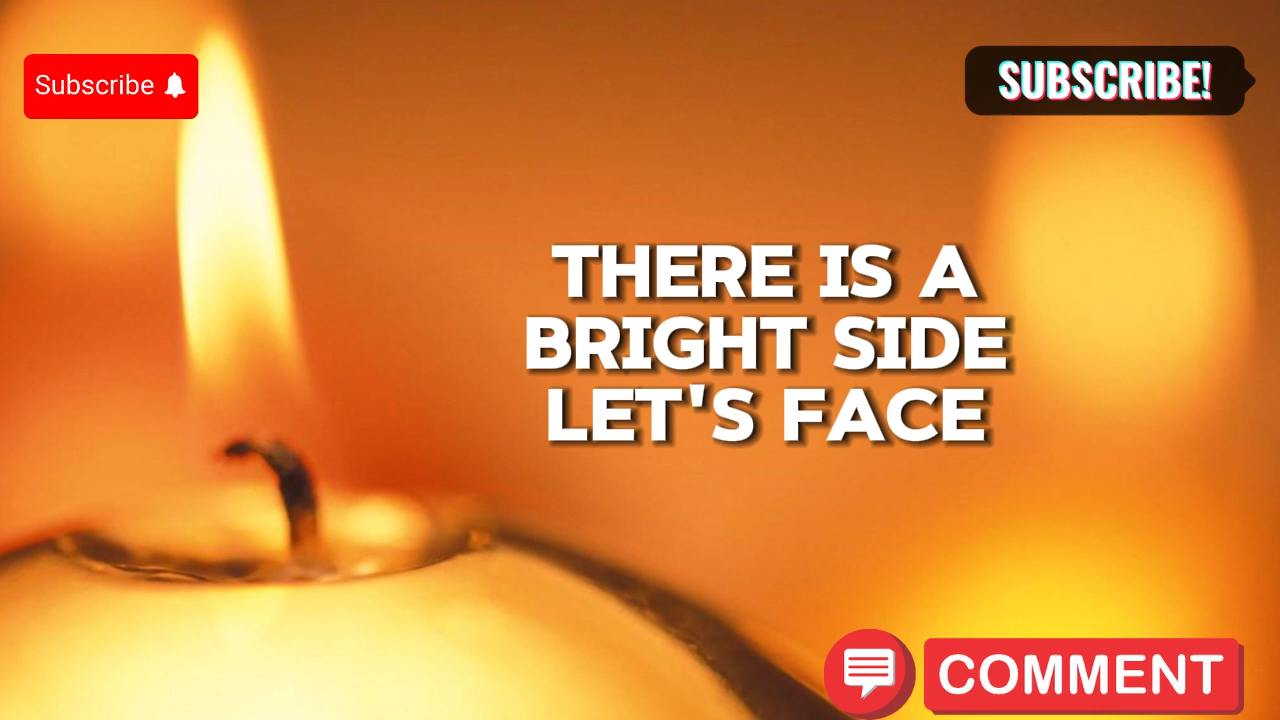 Subscribe
SUBSCRIBE!
THERE IS A
BRIGHT SIDE
LET'S FACE
COMMENT